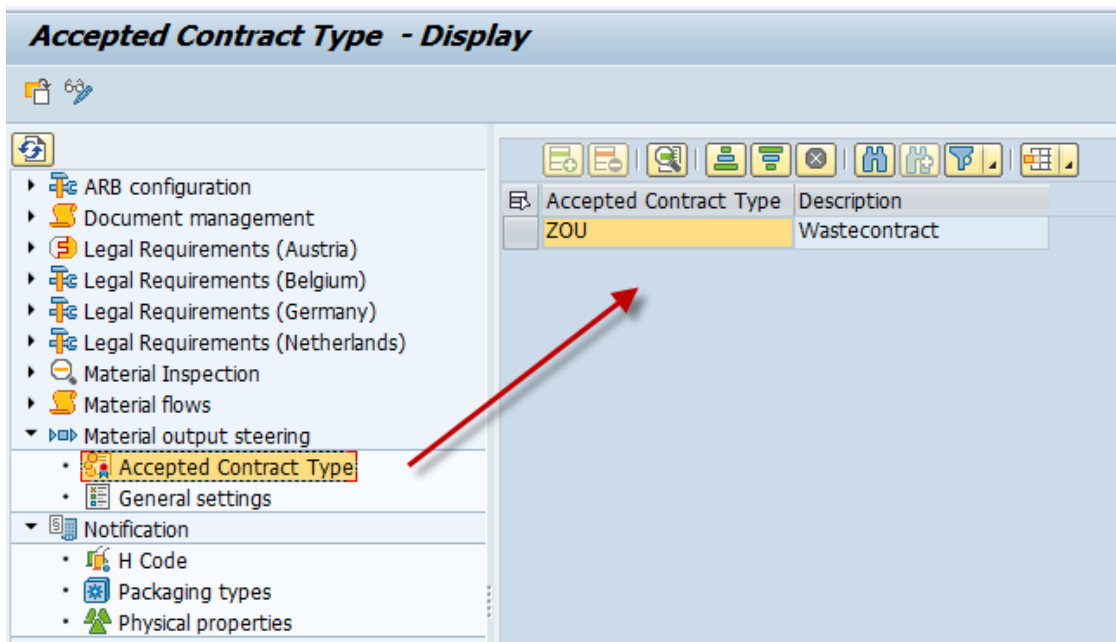 Accepted Contract Type - Display
ARB configuration
Document management
Legal Requirements (Austria)
Legal Requirements (Belgium)
Legal Requirements (Germany)
Legal Requirements (Netherlands)
Material Inspection
Material flows
Material output steering
Accepted Contract Type
General settings
Notification
H Code
Packaging types
Physical properties
Accepted Contract Type Description
ZOU Wastecontract